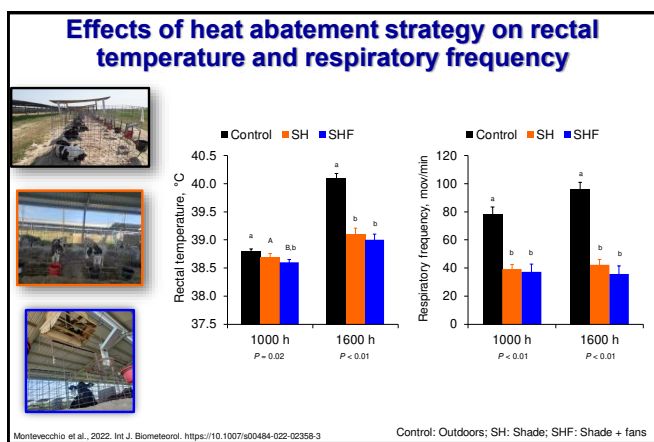 Effects of heat abatement strategy on rectal
temperature and respiratory frequency
Control SH SHF
Rectal temperature, °C
40.5
40.0
39.5
39.0
38.5
38.0
37.5
a
A
B,b
a
b
b
1000 h
1600 h
P = 0.02
P < 0.01
Control SH SHF
Respiratory frequency, mov/min
120
100
80
60
40
20
0
a
b
b
a
b
b
1000 h
1600 h
P < 0.01
P < 0.01
Montevecchio et al., 2022. Int J. Biometeorol. https://10.1007/s00484-022-02358-3
Control: Outdoors; SH: Shade; SHF: Shade + fans